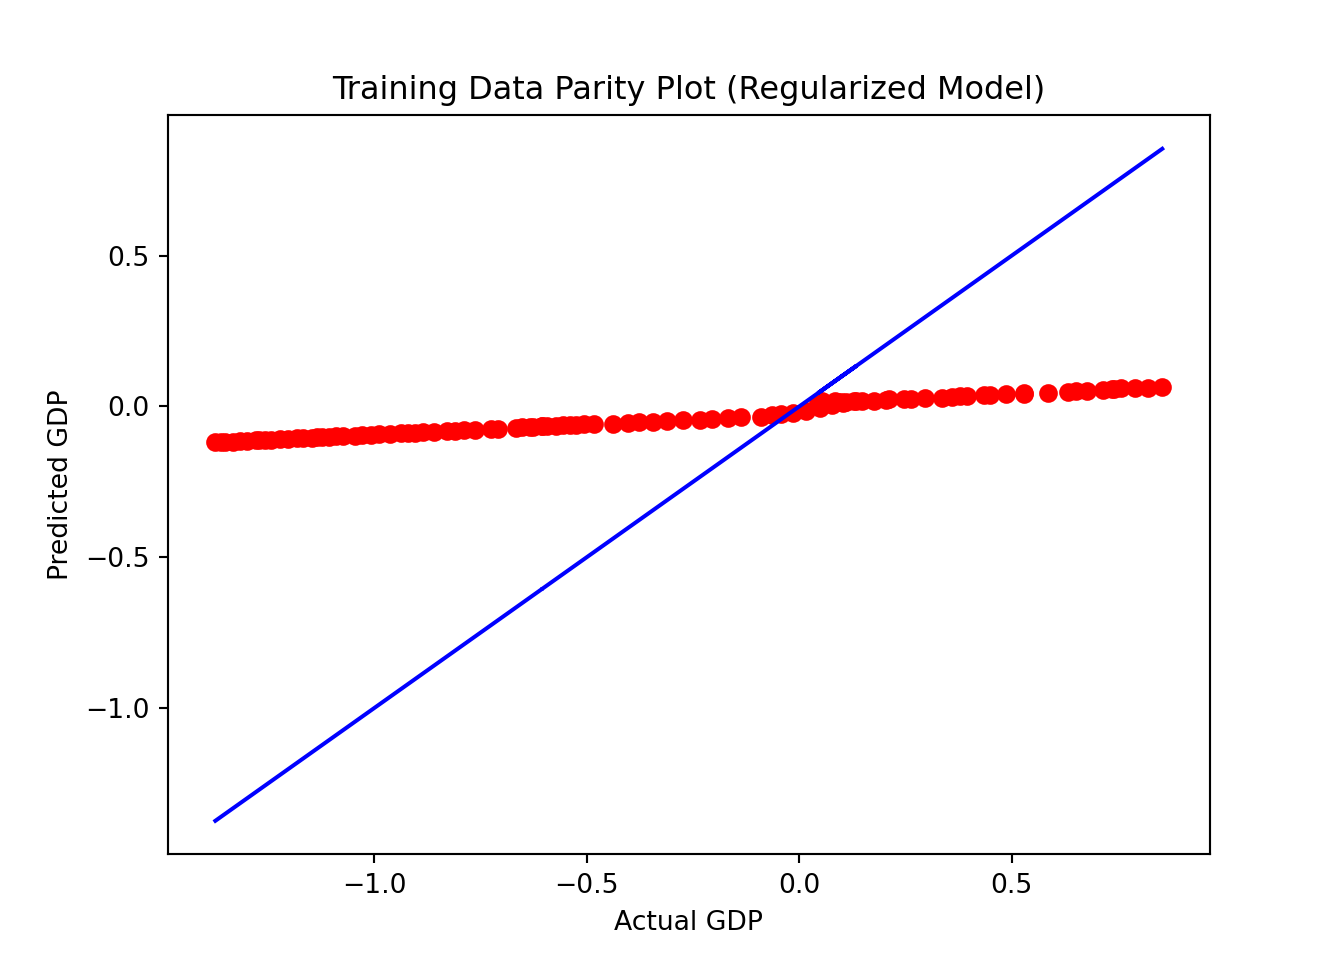 Training Data Parity Plot (Regularized Model)
0.5
0.0
−0.5
−1.0
Predicted GDP
−1.0 −0.5 0.0 0.5
Actual GDP